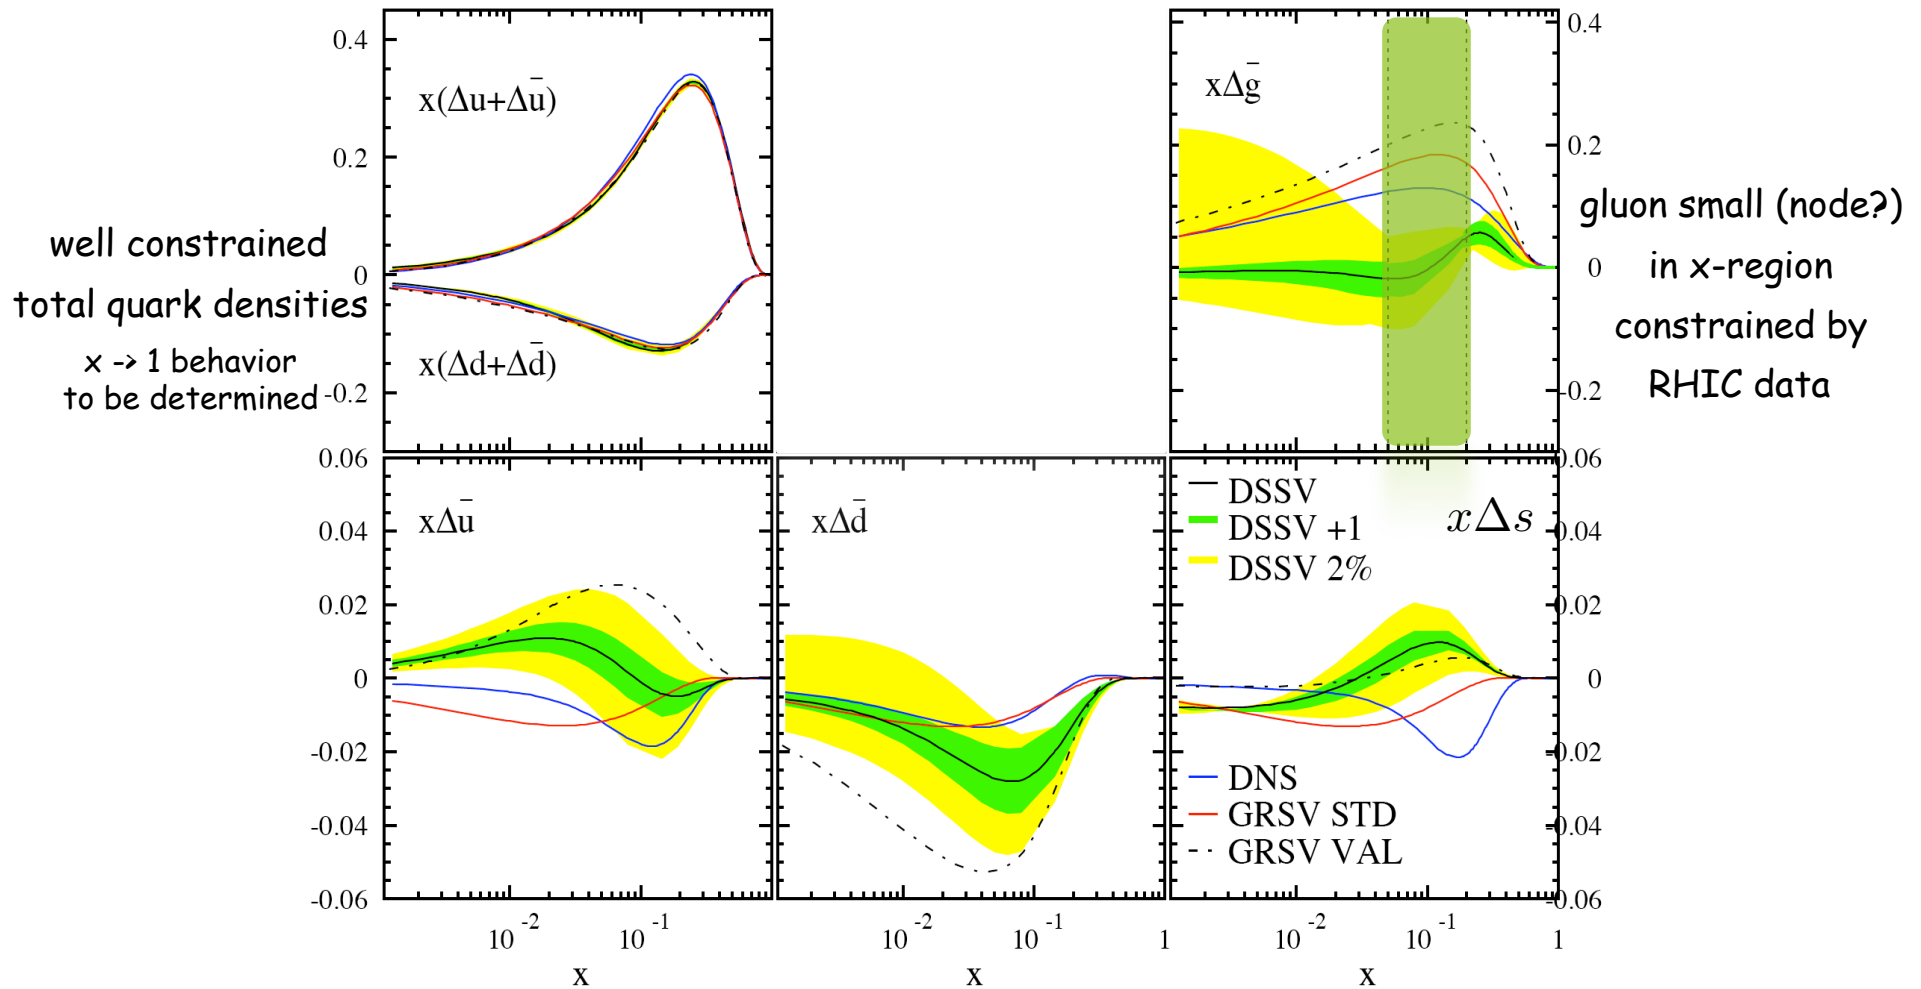 0.4
0.2
0
-0.2
x(Δu+Δū)
x(Δd+Δd̄)
well constrained
total quark densities
x -> 1 behavior
to be determined
xΔḡ
0.4
0.2
0
-0.2
gluon small (node?)
in x-region
constrained by
RHIC data
0.06
0.04
0.02
0
-0.02
-0.04
-0.06
xΔū
10^-2
10^-1
x
xΔd̄
10^-2
10^-1
1
x
DSSV
DSSV +1
DSSV 2%
xΔs
DNS
GRSV STD
GRSV VAL
0.06
0.04
0.02
0
-0.02
-0.04
-0.06
10^-2
10^-1
1
x